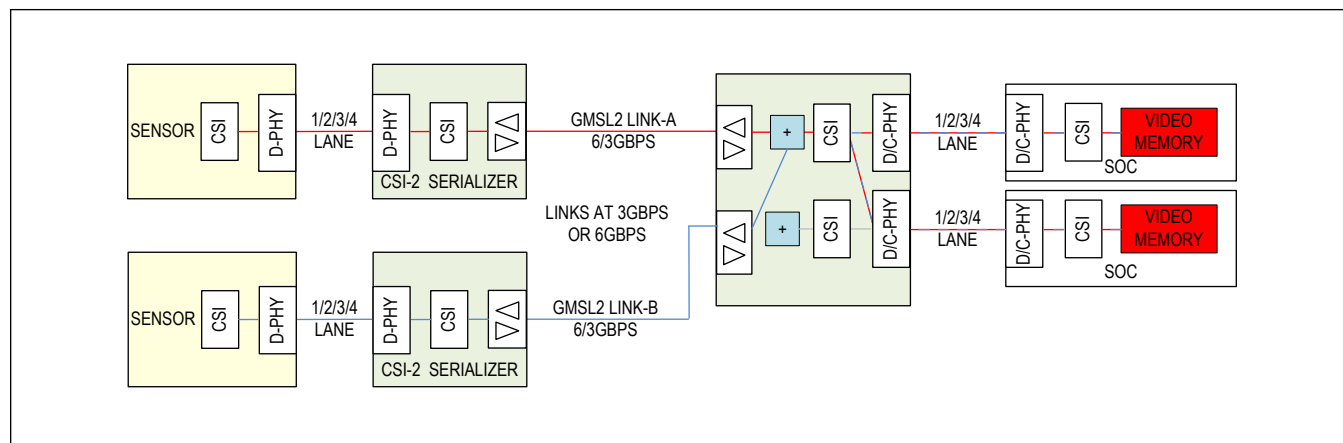 SENSOR
CSI
D-PHY
1/2/3/4
LANE
D-PHY
CSI
CSI-2 SERIALIZER
GMSL2 LINK-A
6/3GBPS
+
CSI
D/C-PHY
1/2/3/4
LANE
D/C-PHY
CSI
VIDEO
MEMORY
SOC
LINKS AT 3GBPS
OR 6GBPS
+
CSI
D/C-PHY
1/2/3/4
LANE
D/C-PHY
CSI
VIDEO
MEMORY
SOC
SENSOR
CSI
D-PHY
1/2/3/4
LANE
D-PHY
CSI
CSI-2 SERIALIZER
GMSL2 LINK-B
6/3GBPS